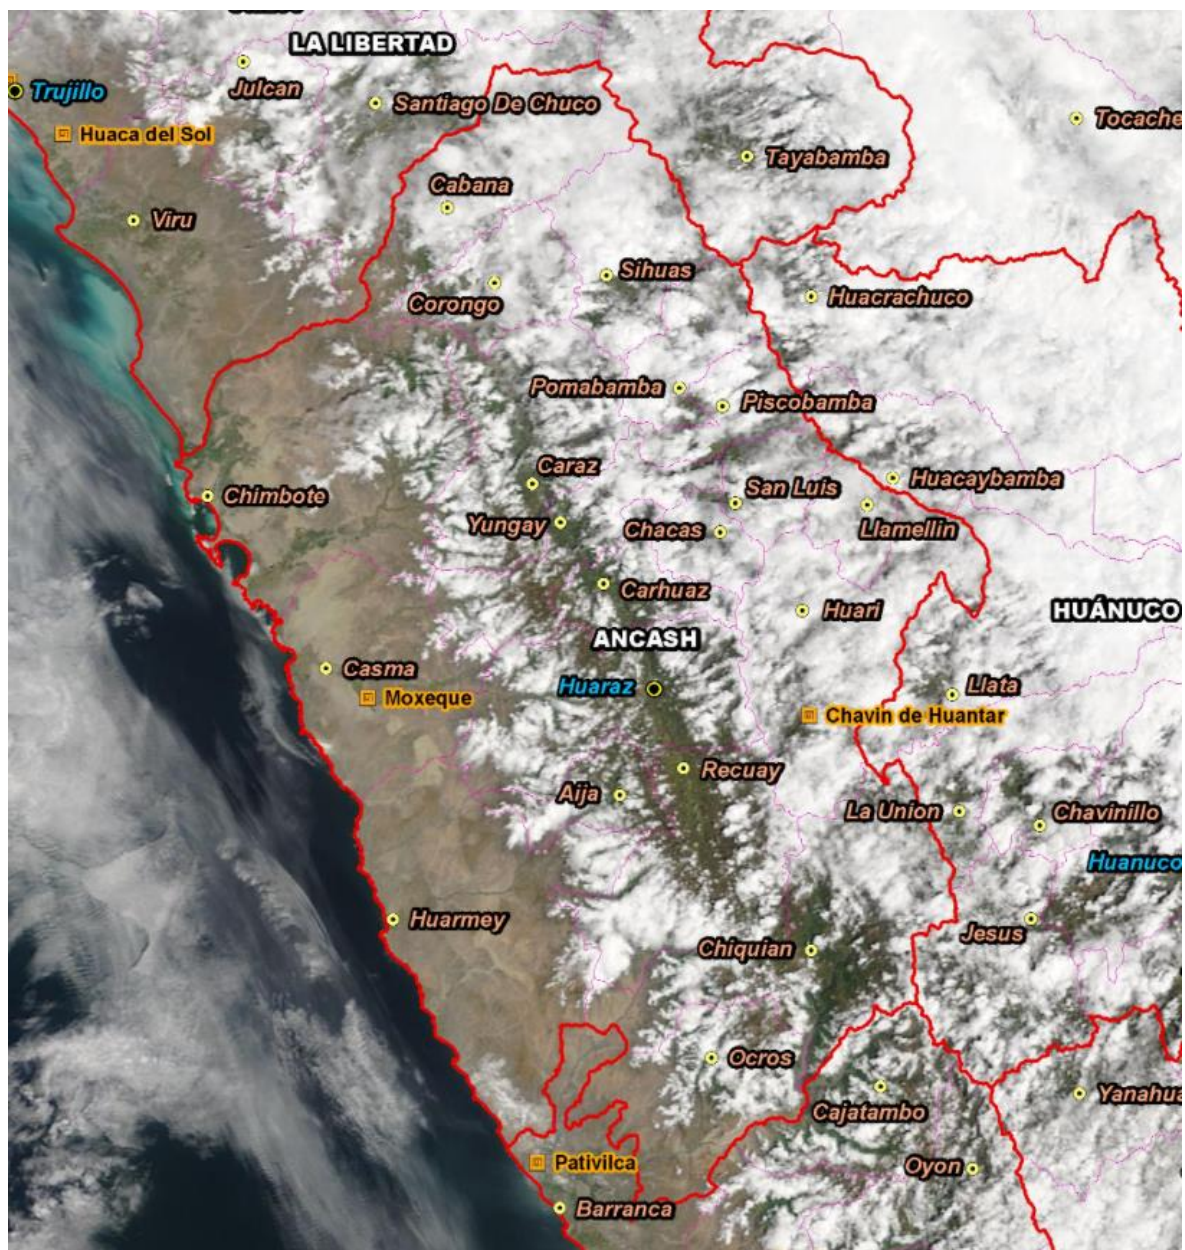 LA LIBERTAD
Julcan
Trujillo
Santiago De Chuco
Tocache
Huaca del Sol
Tayabamba
Cabana
Viru
Sihuas
Huacrachuco
Corongo
Pomabamba
Piscobamba
Caraz
Huacaybamba
San Luis
Chimbote
Yungay
Chacas
Llamellin
Carhuaz
Huari
HUÁNUCO
ANCASH
Casma
Huaraz
Llata
Moxeque
Chavin de Huantar
Recuay
Aija
La Union
Chavinillo
Huanuco
Huarmey
Jesus
Chiquian
Ocros
Yanahua
Cajatambo
Pativilca
Oyon
Barranca